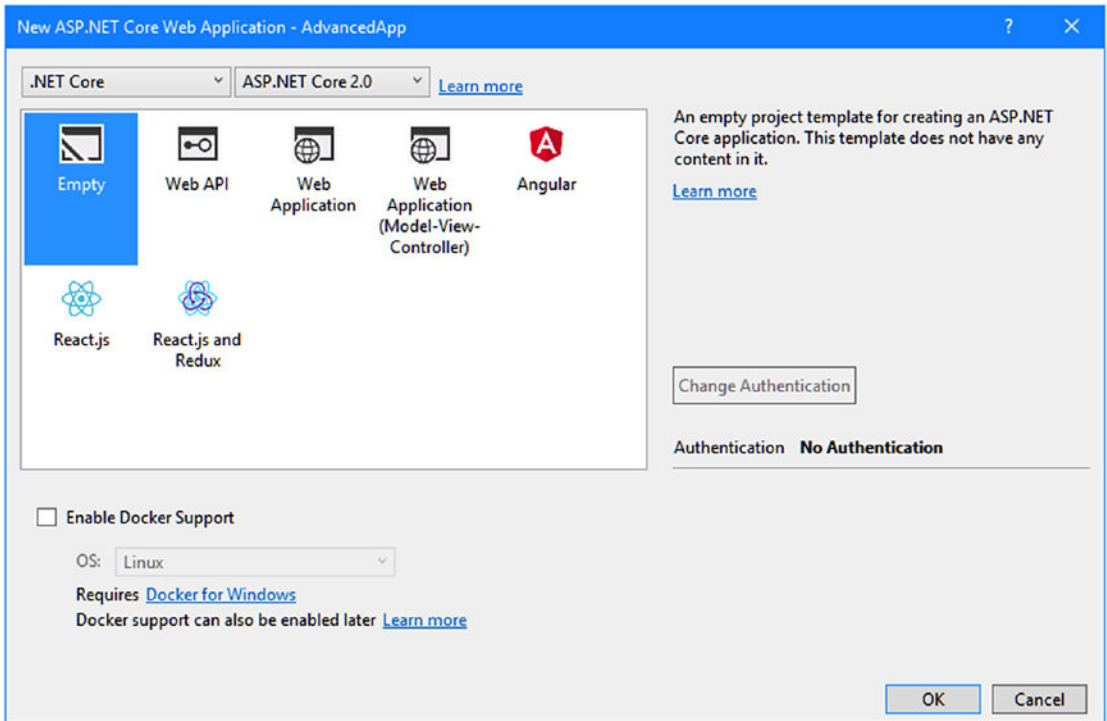 New ASP.NET Core Web Application - AdvancedApp
.NET Core
ASP.NET Core 2.0
Learn more
Empty
Web API
Web
Application
Web
Application
(Model-View-
Controller)
Angular
React.js
React.js and
Redux
An empty project template for creating an ASP.NET
Core application. This template does not have any
content in it.
Learn more
Change Authentication
Authentication No Authentication
Enable Docker Support
OS: Linux
Requires Docker for Windows
Docker support can also be enabled later Learn more
OK
Cancel